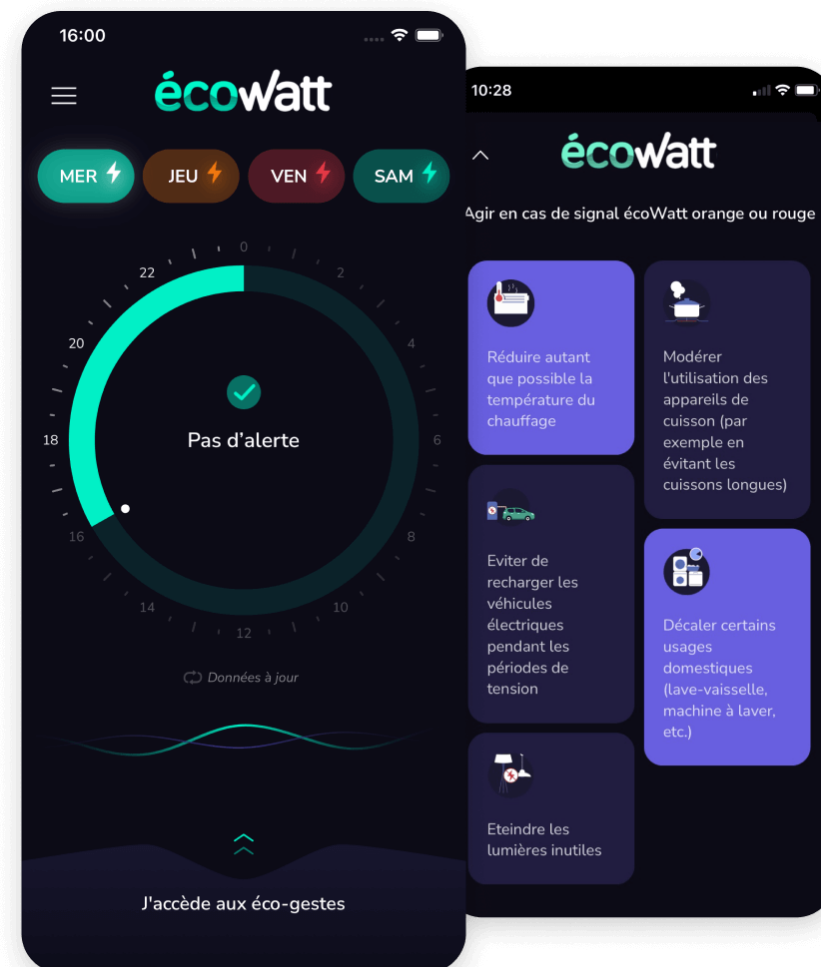 16:00
écowatt
MER
JEU
VEN
SAM
0
2
4
6
8
10
12
14
16
18
20
22
Pas d’alerte
Données à jour
J'accède aux éco-gestes
10:28
écowatt
Agir en cas de signal écoWatt orange ou rouge
Réduire autant
que possible la
température du
chauffage
Modérer
l'utilisation des
appareils de
cuisson (par
exemple en
évitant les
cuissons longues)
Eviter de
recharger les
véhicules
électriques
pendant les
périodes de
tension
Décaler certains
usages
domestiques
(lave-vaisselle,
machine à laver,
etc.)
Eteindre les
lumières inutiles